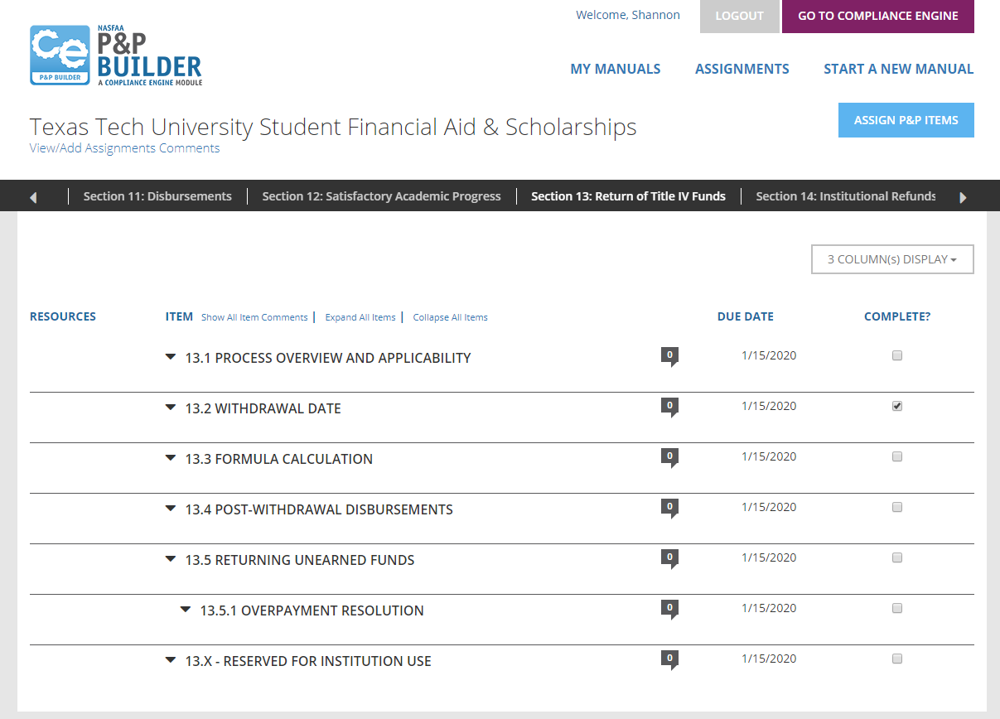 Welcome, Shannon
LOGOUT
GO TO COMPLIANCE ENGINE
Ce
P&P BUILDER
NASFAA
P&P
BUILDER
A COMPLIANCE ENGINE MODULE
MY MANUALS
ASSIGNMENTS
START A NEW MANUAL
Texas Tech University Student Financial Aid & Scholarships
View/Add Assignments Comments
ASSIGN P&P ITEMS
Section 11: Disbursements
Section 12: Satisfactory Academic Progress
Section 13: Return of Title IV Funds
Section 14: Institutional Refunds
3 COLUMN(s) DISPLAY
RESOURCES ITEM Show All Item Comments | Expand All Items | Collapse All Items DUE DATE COMPLETE?
13.1 PROCESS OVERVIEW AND APPLICABILITY 0 1/15/2020
13.2 WITHDRAWAL DATE 0 1/15/2020
13.3 FORMULA CALCULATION 0 1/15/2020
13.4 POST-WITHDRAWAL DISBURSEMENTS 0 1/15/2020
13.5 RETURNING UNEARNED FUNDS 0 1/15/2020
13.5.1 OVERPAYMENT RESOLUTION 0 1/15/2020
13.X - RESERVED FOR INSTITUTION USE 0 1/15/2020